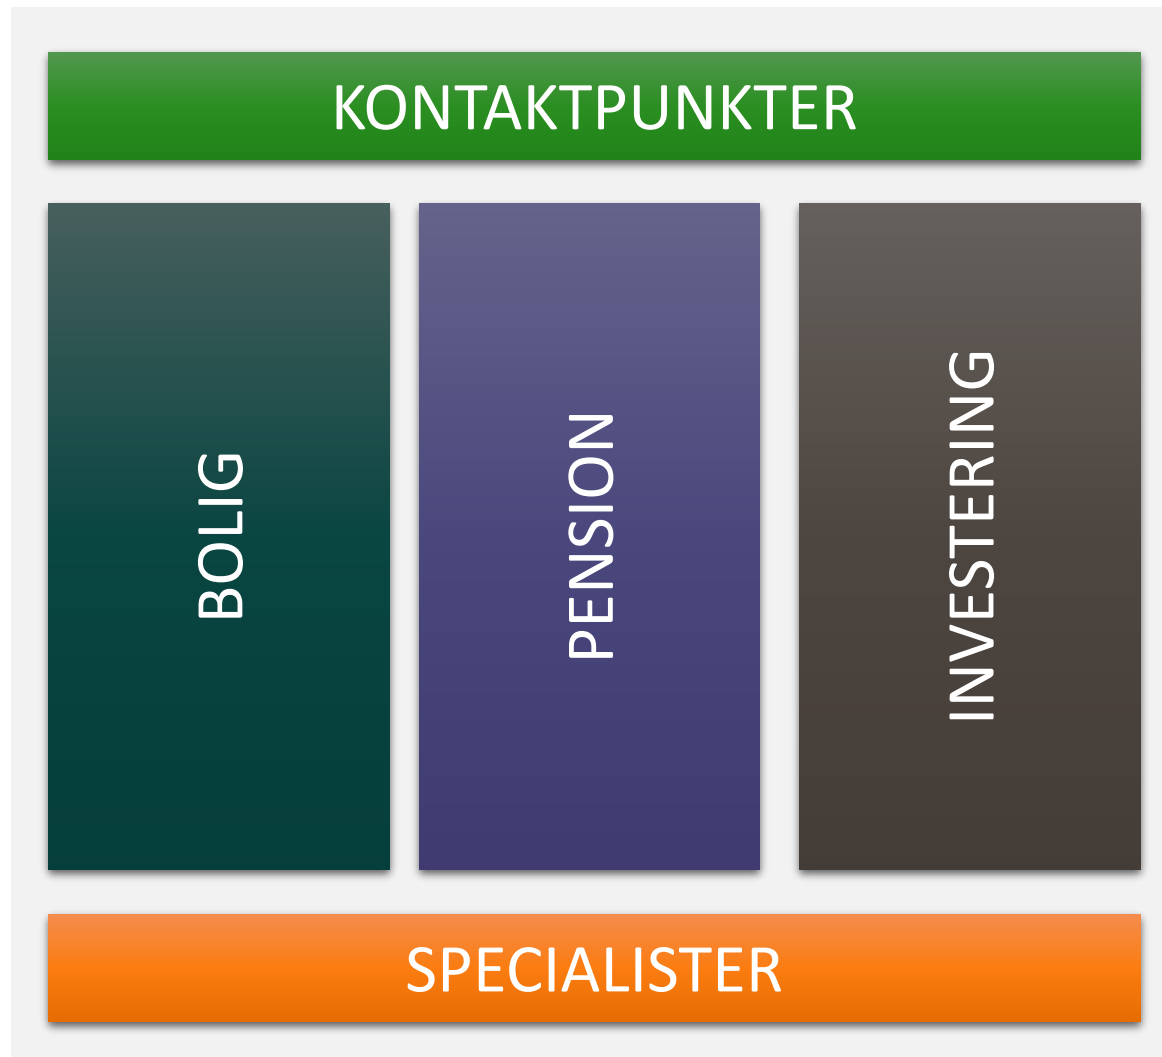 KONTAKTPUNKTER
BOLIG
PENSION
INVESTERING
SPECIALISTER